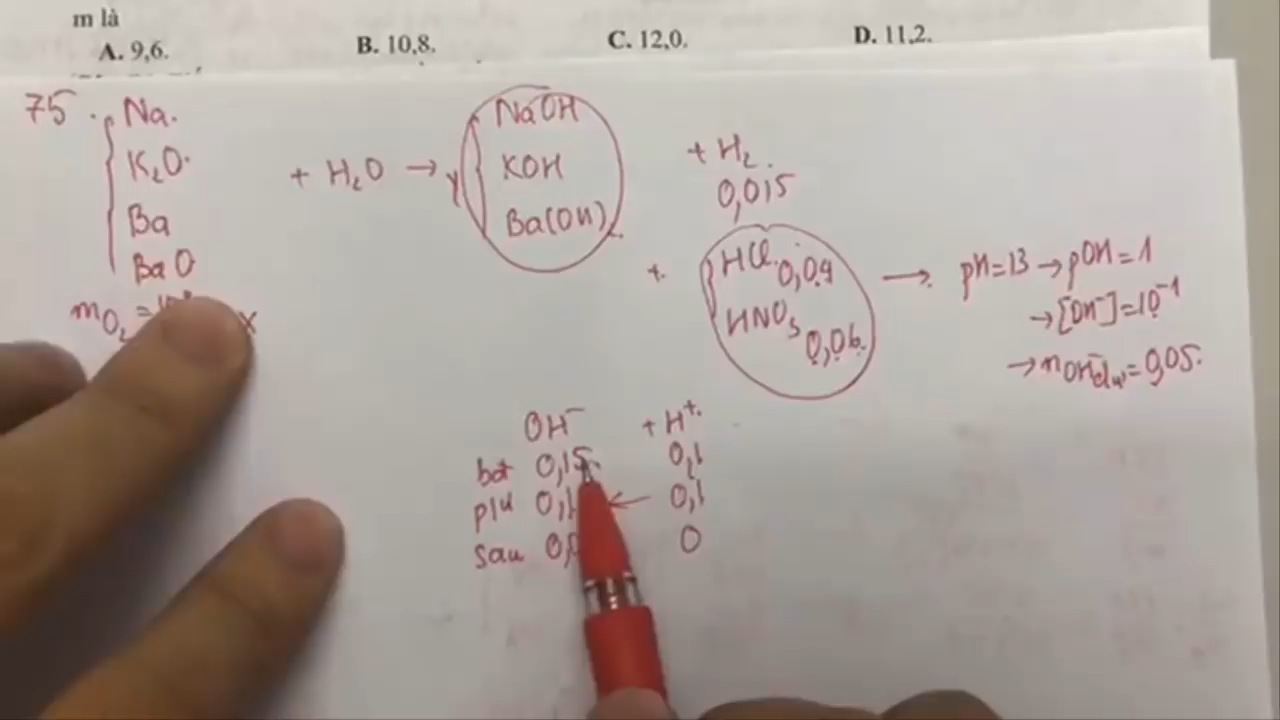 m là
A. 9,6. B. 10,8. C. 12,0. D. 11,2.
75. Na.
K₂O.
Ba
BaO
+ H₂O → Y
NaOH
KOH
Ba(OH)₂
+ H₂.
0,015
+ HCl. 0,04
HNO₃ 0,06.
→ pH=13 → pOH=1
→ [OH⁻]=10⁻¹
→ nOH⁻dư=0,05.
mO₂ =
OH⁻ + H⁺.
bđ 0,15. 0,1
pư 0,1 ← 0,1
sau 0